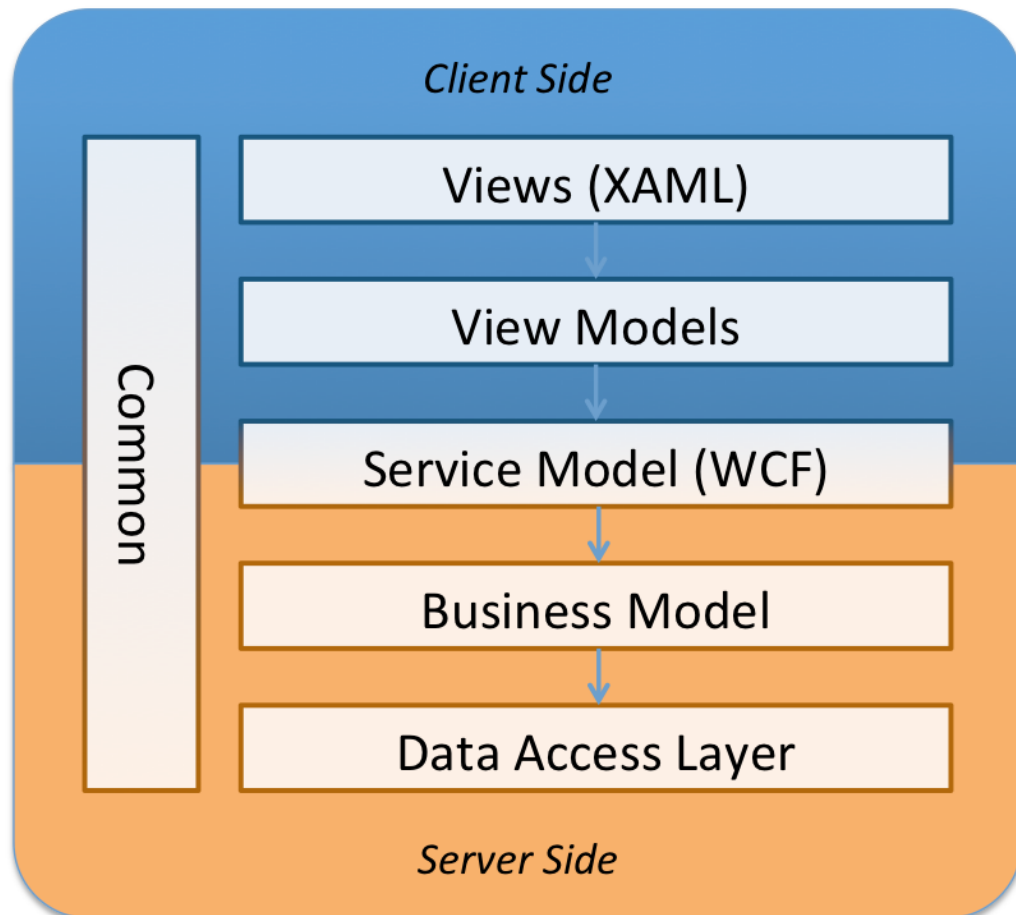 Client Side
Common
Views (XAML)
View Models
Service Model (WCF)
Business Model
Data Access Layer
Server Side